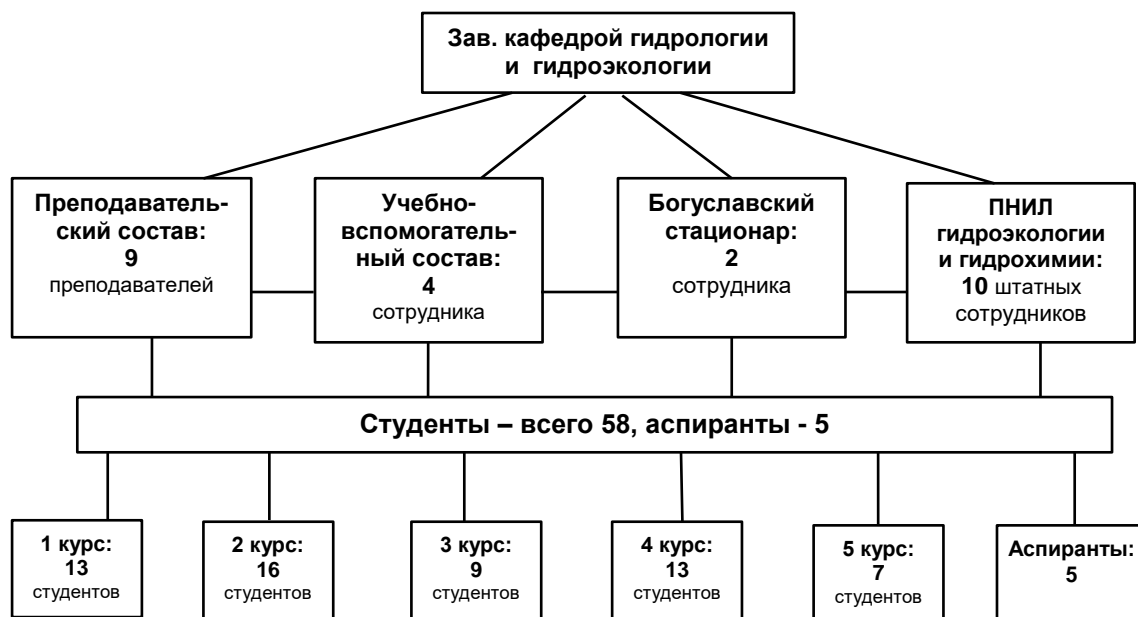 Зав. кафедрой гидрологии
и гидроэкологии
Преподаватель-
ский состав:
9
преподавателей
Учебно-
вспомогатель-
ный состав:
4
сотрудника
Богуславский
стационар:
2
сотрудника
ПНИЛ
гидроэкологии
и гидрохимии:
10 штатных
сотрудников
Студенты – всего 58, аспиранты - 5
1 курс:
13
студентов
2 курс:
16
студентов
3 курс:
9
студентов
4 курс:
13
студентов
5 курс:
7
студентов
Аспиранты:
5